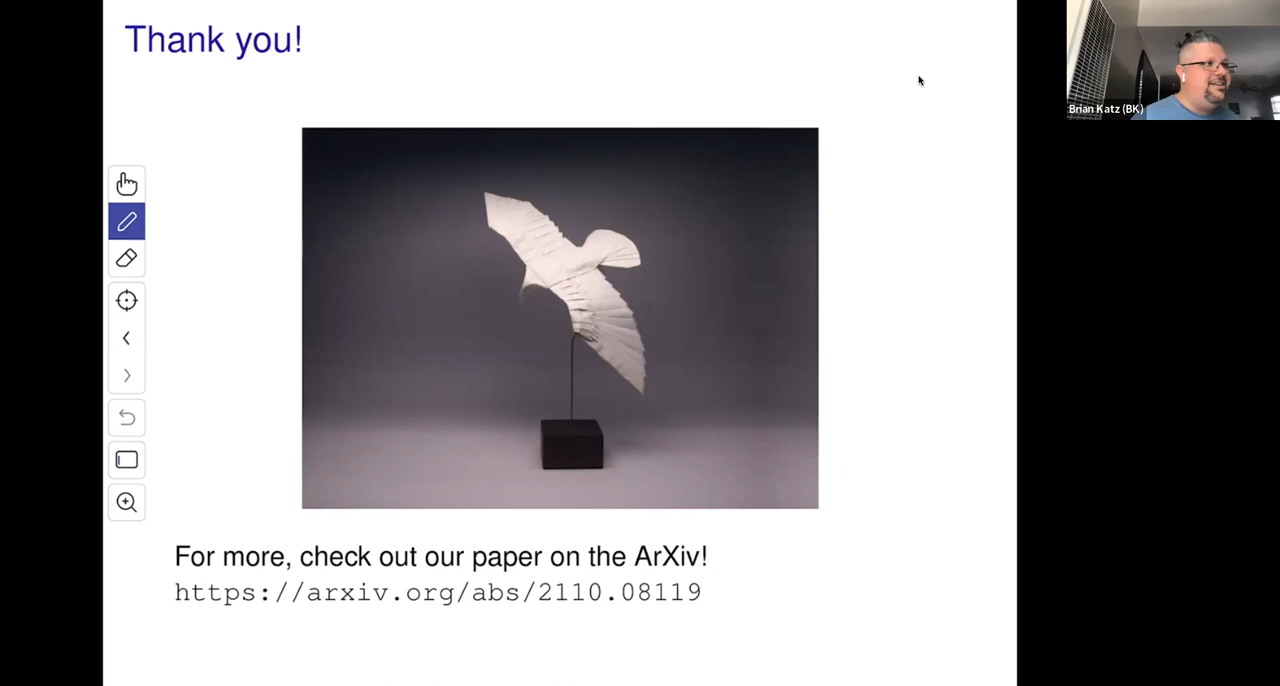 Thank you!
Brian Katz (BK)
For more, check out our paper on the ArXiv!
https://arxiv.org/abs/2110.08119